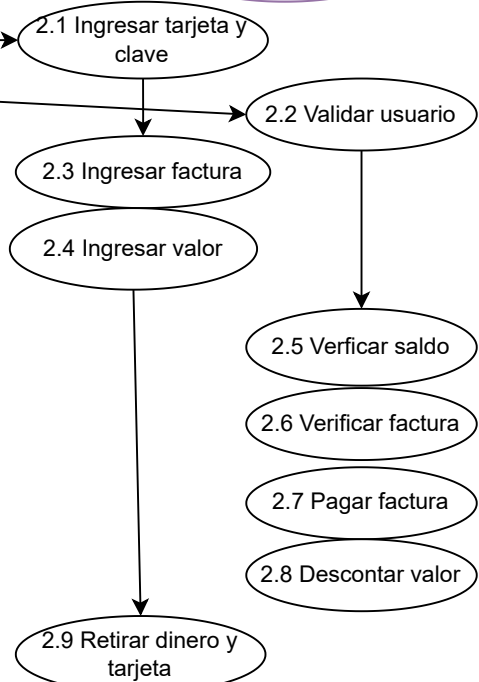 2.1 Ingresar tarjeta y
clave
2.2 Validar usuario
2.3 Ingresar factura
2.4 Ingresar valor
2.5 Verficar saldo
2.6 Verificar factura
2.7 Pagar factura
2.8 Descontar valor
2.9 Retirar dinero y
tarjeta